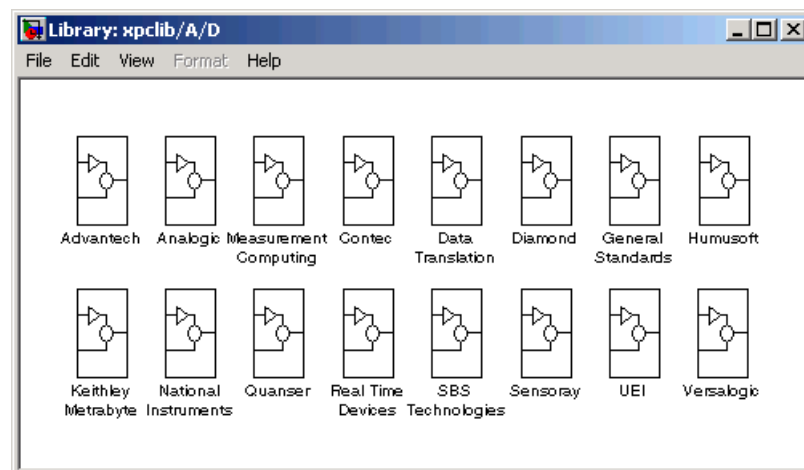 Library: xpclib/A/D
File Edit View Format Help
Advantech Analogic Measurement Computing Contec Data Translation Diamond General Standards Humusoft
Keithley Metrabyte National Instruments Quanser Real Time Devices SBS Technologies Sensoray UEI Versalogic